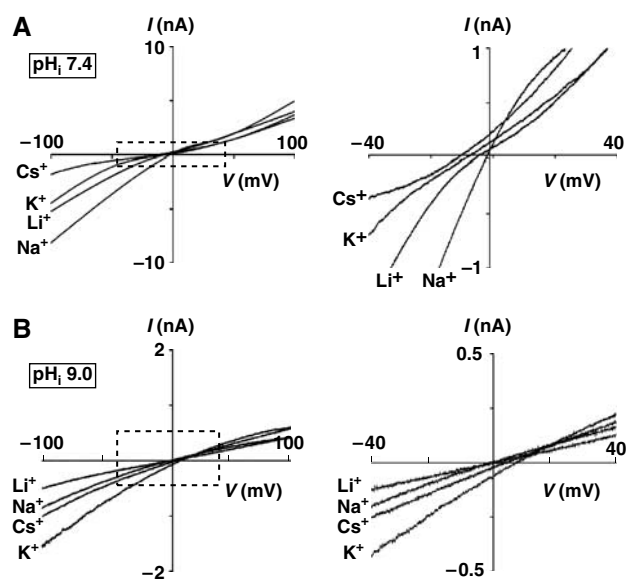 A
pHi 7.4
I (nA)
10
−100
100
V (mV)
Cs+
K+
Li+
Na+
−10
I (nA)
1
−40
40
V (mV)
Cs+
K+
Li+
Na+
−1
B
pHi 9.0
I (nA)
2
−100
100
V (mV)
Li+
Na+
Cs+
K+
−2
I (nA)
0.5
−40
40
V (mV)
Li+
Na+
Cs+
K+
−0.5